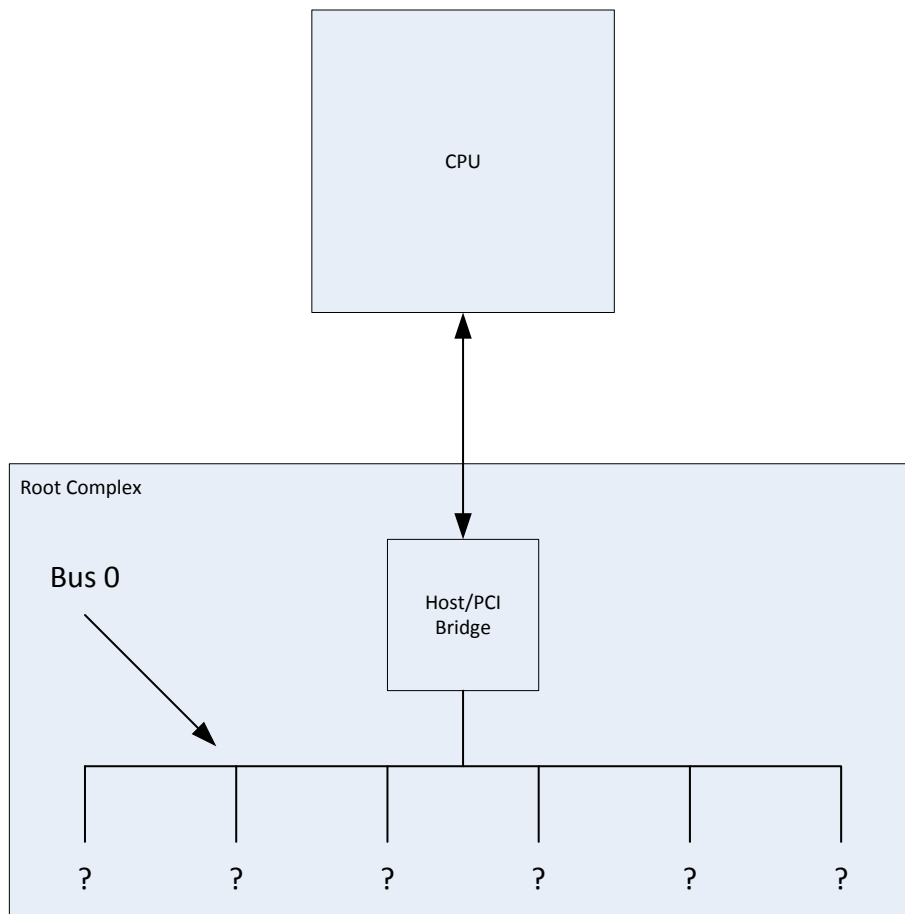 CPU
Root Complex
Bus 0
Host/PCI
Bridge
? ? ? ? ? ?